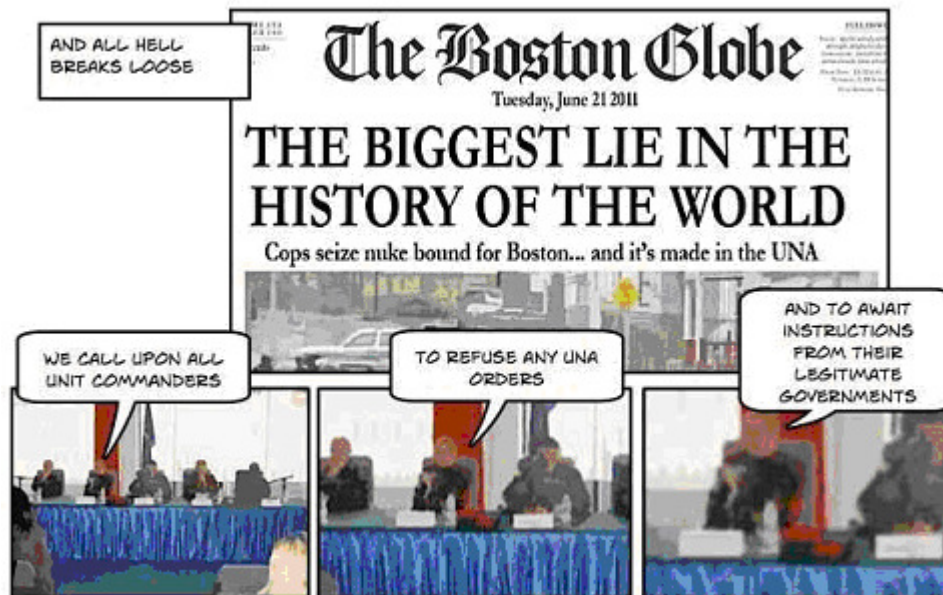 AND ALL HELL
BREAKS LOOSE
The Boston Globe
Tuesday, June 21 2011
THE BIGGEST LIE IN THE
HISTORY OF THE WORLD
Cops seize nuke bound for Boston... and it's made in the UNA
WE CALL UPON ALL
UNIT COMMANDERS
TO REFUSE ANY UNA
ORDERS
AND TO AWAIT
INSTRUCTIONS
FROM THEIR
LEGITIMATE
GOVERNMENTS